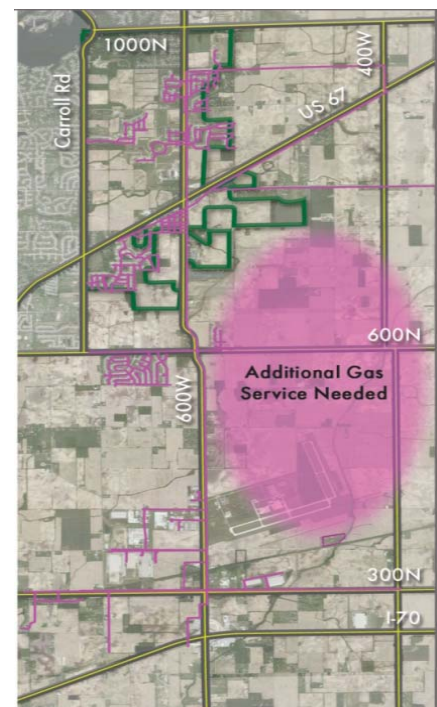 1000N
400W
Carroll Rd
US 67
600N
Additional Gas
Service Needed
600W
300N
I-70